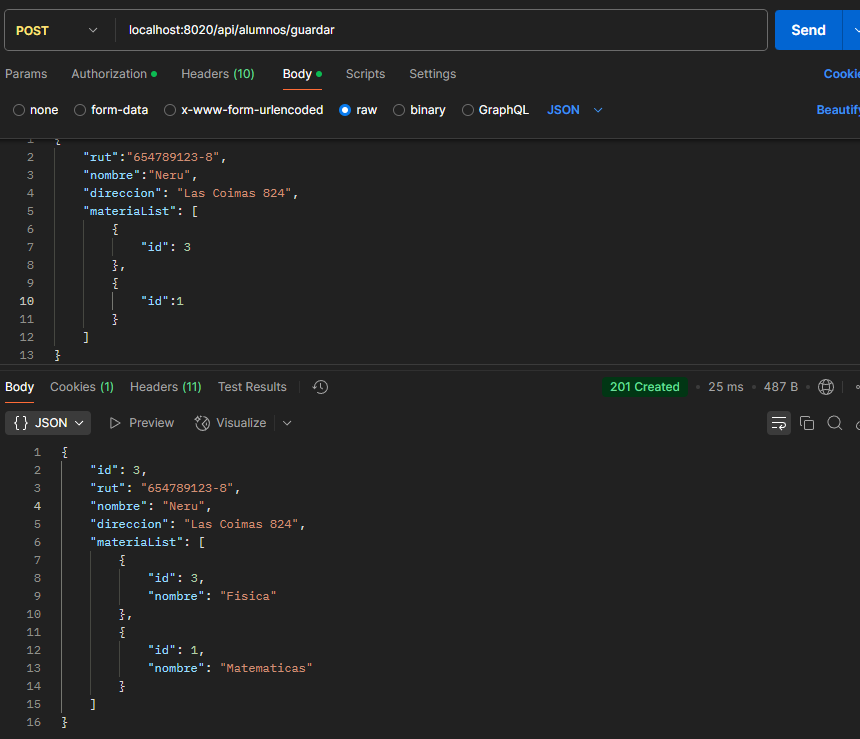 POST localhost:8020/api/alumnos/guardar Send
Params Authorization Headers (10) Body Scripts Settings Cookie
none form-data x-www-form-urlencoded raw binary GraphQL JSON Beautify
1 {
2 "rut":"654789123-8",
3 "nombre":"Neru",
4 "direccion": "Las Coimas 824",
5 "materiaList": [
6 {
7 "id": 3
8 },
9 {
10 "id":1
11 }
12 ]
13 }
Body Cookies (1) Headers (11) Test Results 201 Created • 25 ms • 487 B •
{} JSON Preview Visualize
1 {
2 "id": 3,
3 "rut": "654789123-8",
4 "nombre": "Neru",
5 "direccion": "Las Coimas 824",
6 "materiaList": [
7 {
8 "id": 3,
9 "nombre": "Fisica"
10 },
11 {
12 "id": 1,
13 "nombre": "Matematicas"
14 }
15 ]
16 }